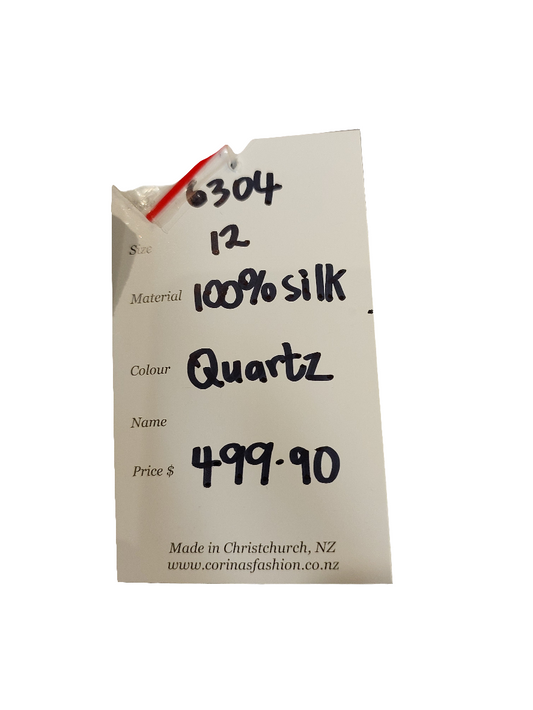 6304
Size 12
Material 100% silk
Colour Quartz
Name
Price $ 499.90
Made in Christchurch, NZ
www.corinasfashion.co.nz